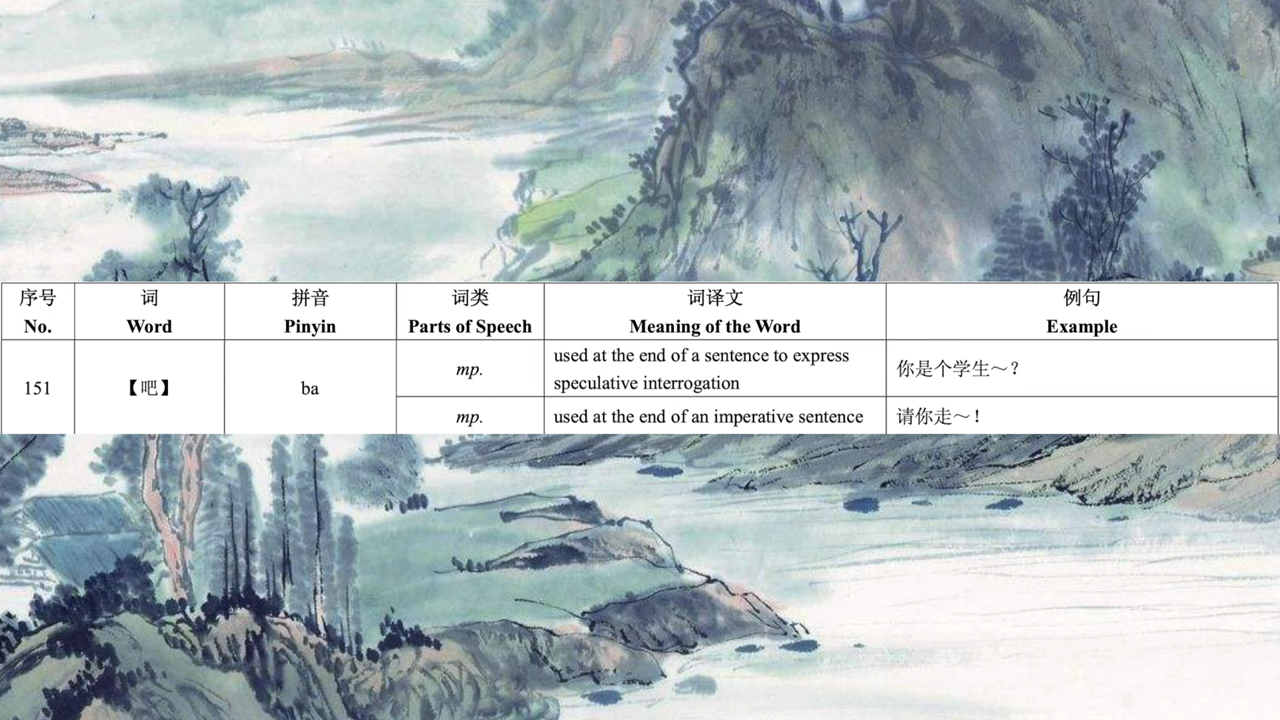 序号 词 拼音 词类 词译文 例句
No. Word Pinyin Parts of Speech Meaning of the Word Example
151 【吧】 ba mp. used at the end of a sentence to express
speculative interrogation 你是个学生～？
mp. used at the end of an imperative sentence 请你走～！